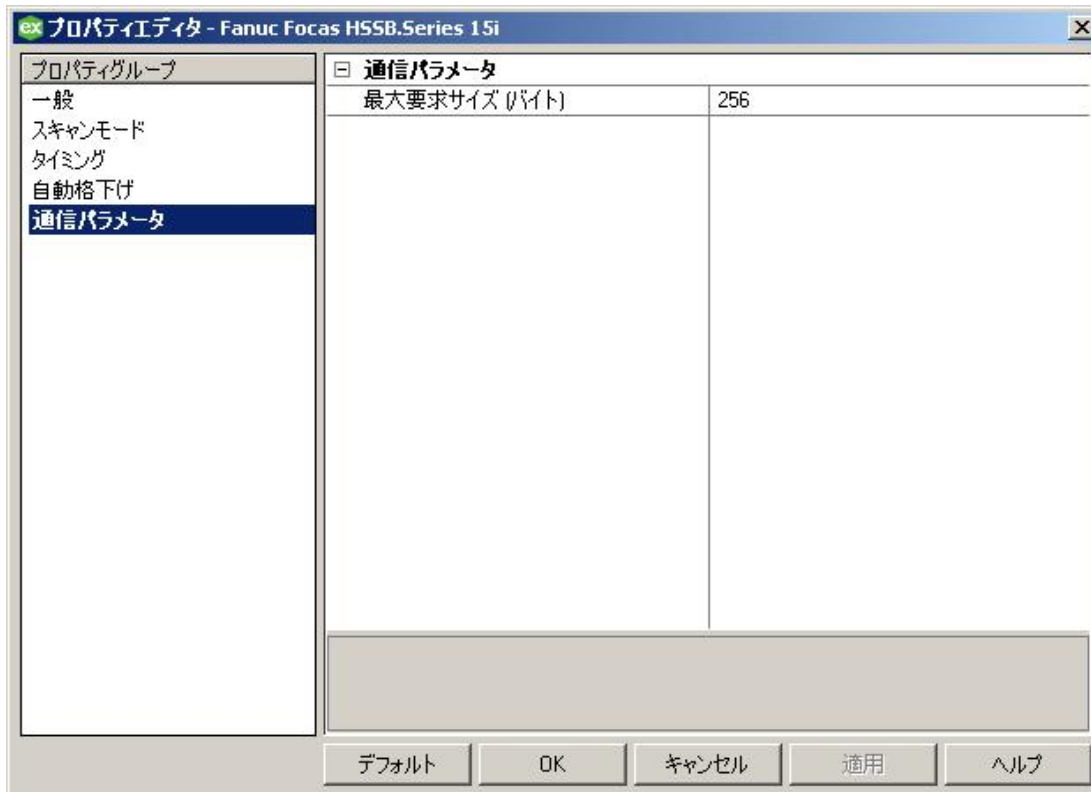 ex プロパティエディタ - Fanuc Focas HSSB.Series 15i
プロパティグループ
一般
スキャンモード
タイミング
自動格下げ
通信パラメータ
通信パラメータ
最大要求サイズ (バイト) 256
デフォルト OK キャンセル 適用 ヘルプ